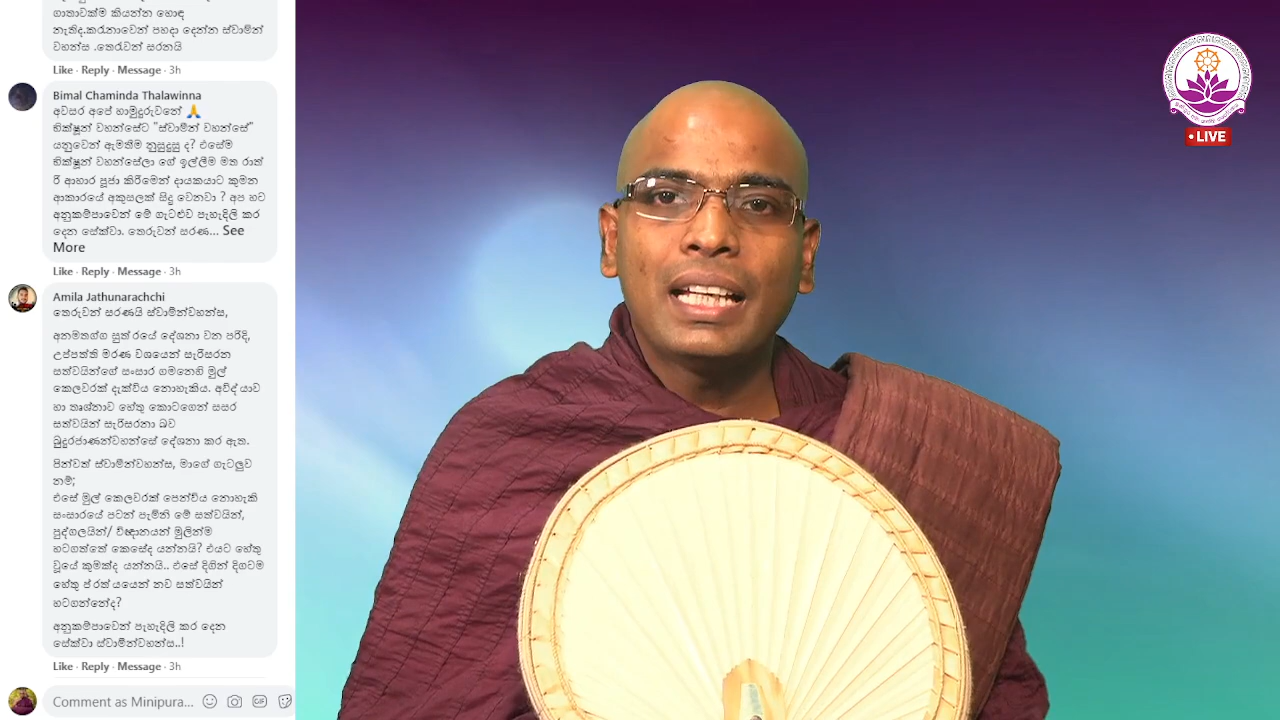 ගාතාවක්ම කියන්න හොඳ
නැතිද.කරැනාවෙන් පහදා දෙන්න ස්වාමින්
වහන්ස .තෙරැවන් සරනයි
Like · Reply · Message · 3h
Bimal Chaminda Thalawinna
අවසර අපේ හාමුදුරුවනේ 🙏
භික්ෂූන් වහන්සේට "ස්වාමීන් වහන්සේ"
යනුවෙන් ඇමතීම නුසුදුසු ද? එසේම
භික්ෂූන් වහන්සේලා ගේ ඉල්ලීම මත රාත්
රී ආහාර පූජා කිරීමෙන් දායකයාට කුමන
ආකාරයේ අකුසලක් සිදු වෙනවා ? අප හට
අනුකම්පාවෙන් මේ ගැටළුව පැහැදිලි කර
දෙන සේක්වා. තෙරුවන් සරණ... See
More
Like · Reply · Message · 3h
Amila Jathunarachchi
තෙරුවන් සරණයි ස්වාමීන්වහන්ස,
අනමතග්ග සුත් රයේ දේශනා වන පරිදි,
උප්පත්ති මරණ වශයෙන් සැරිසරන
සත්වයින්ගේ සංසාර ගමනෙහි මුල්
කෙලවරක් දැක්විය නොහැකිය. අවිද් යාව
හා තෘශ්නාව හේතු කොටගෙන් සසර
සත්වයින් සැරිසරනා බව
බුදුරජාණන්වහන්සේ දේශනා කර ඇත.
පින්වත් ස්වාමීන්වහන්ස, මාගේ ගැටලුව
නම්;
එසේ මුල් කෙලවරක් පෙන්විය නොහැකි
සංසාරයේ පටන් පැමිනි මේ සත්වයින්,
පුද්ගලයින්/ විඥානයන් මුලින්ම
හටගත්තේ කෙසේද යන්නයි? එයට හේතු
වූයේ කුමක්ද යන්නයි.. එසේ දිගින් දිගටම
හේතු ප් රත් යයෙන් නව සත්වයින්
හටගන්නේද?
අනුකම්පාවෙන් පැහැදිලි කර දෙන
සේක්වා ස්වාමීන්වහන්ස..!
Like · Reply · Message · 3h
Comment as Minipura...
GIF
LIVE